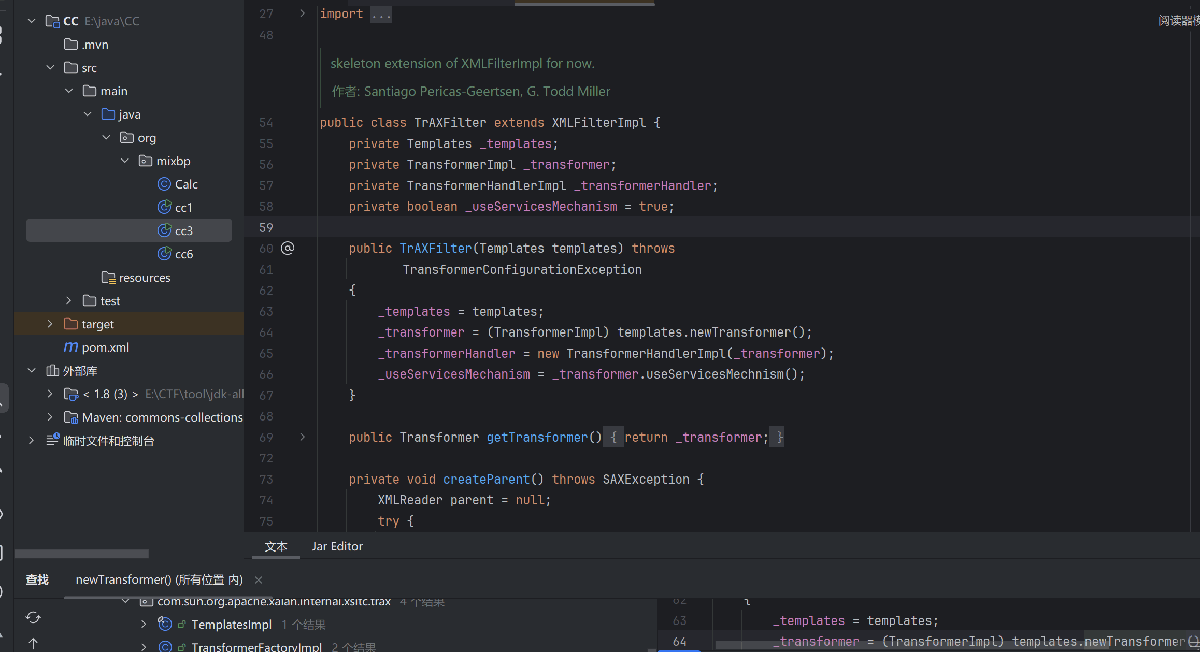 CC E:\java\CC
.mvn
src
main
java
org
mixbp
Calc
cc1
cc3
cc6
resources
test
target
pom.xml
外部库
< 1.8 (3) > E:\CTF\tool\jdk-all
Maven: commons-collections
临时文件和控制台
阅读器模
27 import ...
48
skeleton extension of XMLFilterImpl for now.
作者: Santiago Pericas-Geertsen, G. Todd Miller
54 public class TrAXFilter extends XMLFilterImpl {
55 private Templates _templates;
56 private TransformerImpl _transformer;
57 private TransformerHandlerImpl _transformerHandler;
58 private boolean _useServicesMechanism = true;
59
60 @ public TrAXFilter(Templates templates) throws
61 TransformerConfigurationException
62 {
63 _templates = templates;
64 _transformer = (TransformerImpl) templates.newTransformer();
65 _transformerHandler = new TransformerHandlerImpl(_transformer);
66 _useServicesMechanism = _transformer.useServicesMechnism();
67 }
68
69 public Transformer getTransformer() { return _transformer; }
72
73 private void createParent() throws SAXException {
74 XMLReader parent = null;
75 try {
文本 Jar Editor
查找 newTransformer() (所有位置 内)
com.sun.org.apache.xalan.internal.xsltc.trax 4 个结果
TemplatesImpl 1 个结果
TransformerFactoryImpl 2 个结果
62 {
63 _templates = templates;
64 _transformer = (TransformerImpl) templates.newTransformer()